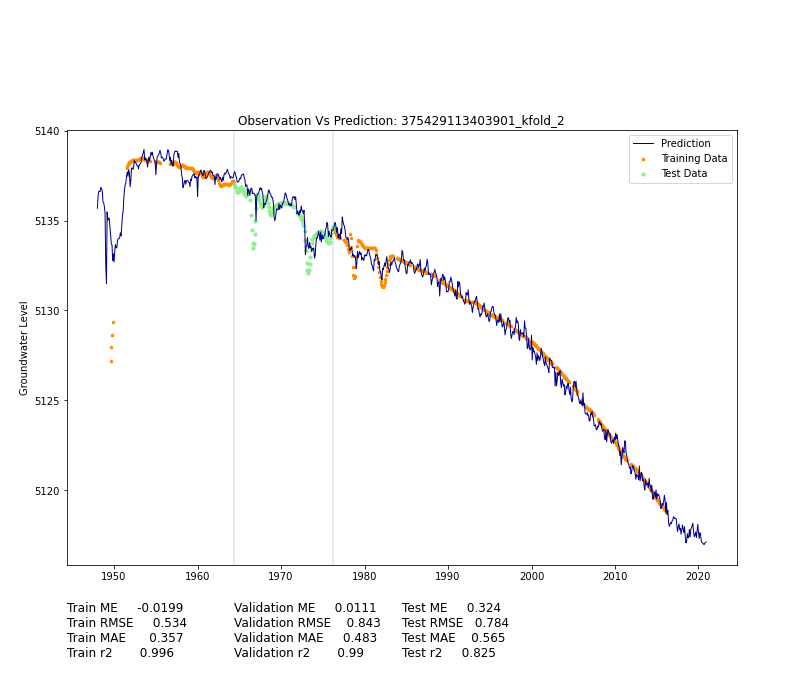 Observation Vs Prediction: 375429113403901_kfold_2
5140
5135
5130
5125
5120
Groundwater Level
Prediction
Training Data
Test Data
1950 1960 1970 1980 1990 2000 2010 2020
Train ME -0.0199 Validation ME 0.0111 Test ME 0.324
Train RMSE 0.534 Validation RMSE 0.843 Test RMSE 0.784
Train MAE 0.357 Validation MAE 0.483 Test MAE 0.565
Train r2 0.996 Validation r2 0.99 Test r2 0.825